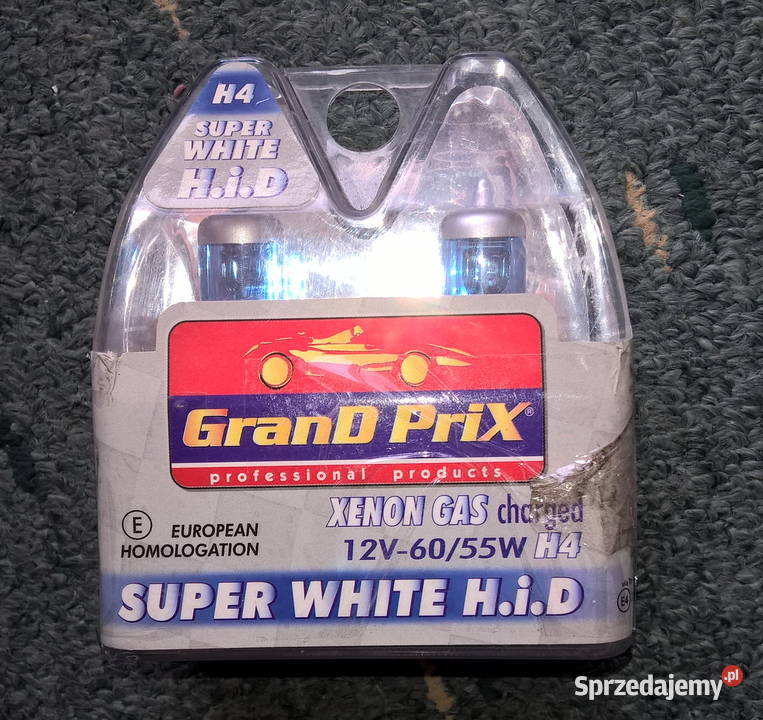 H4
SUPER
WHITE
H.i.D
GranD PriX®
professional products
XENON GAS charged
E EUROPEAN
HOMOLOGATION
12V-60/55W H4
SUPER WHITE H.i.D
E4
Sprzedajemy.pl